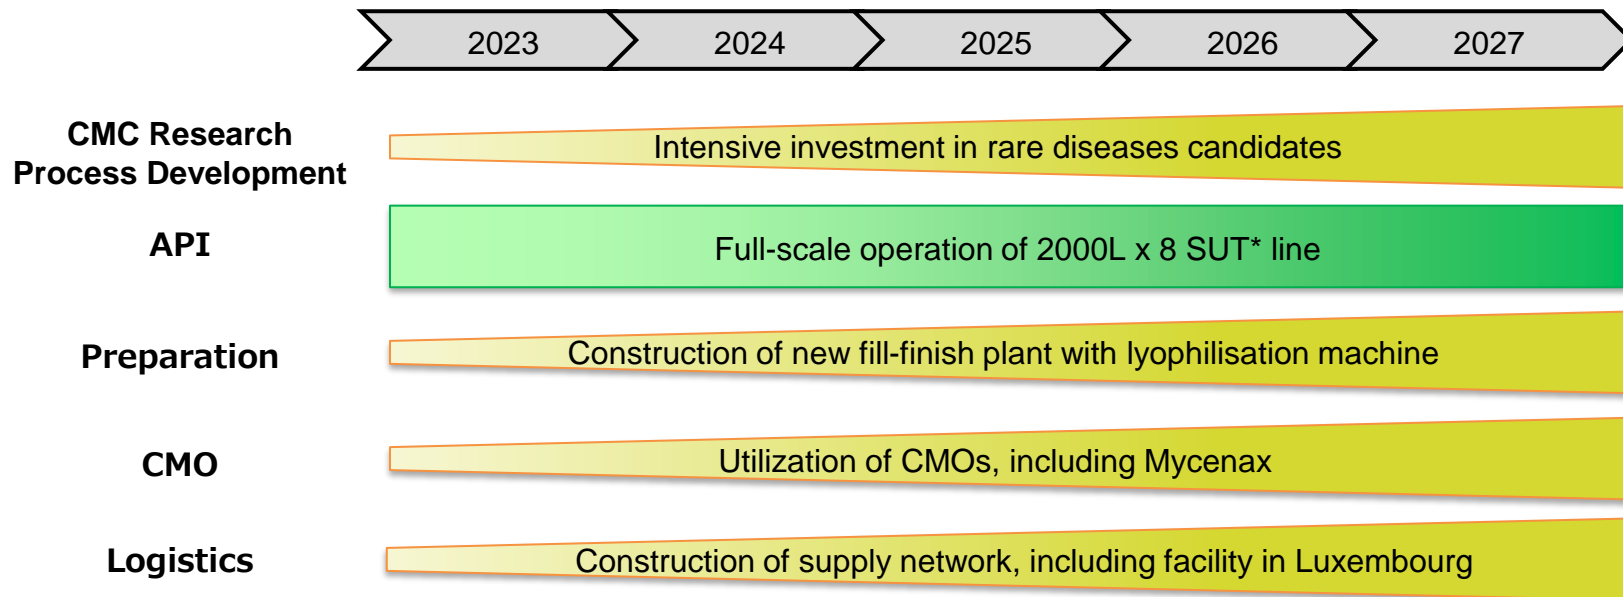 2023 2024 2025 2026 2027
CMC Research
Process Development
Intensive investment in rare diseases candidates
API
Full-scale operation of 2000L x 8 SUT* line
Preparation
Construction of new fill-finish plant with lyophilisation machine
CMO
Utilization of CMOs, including Mycenax
Logistics
Construction of supply network, including facility in Luxembourg